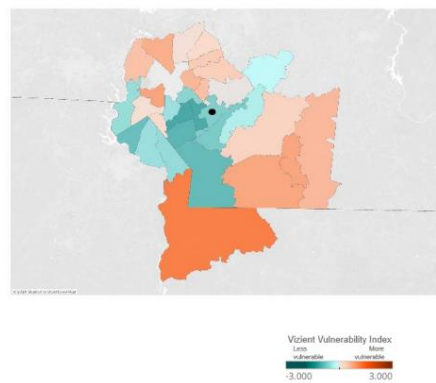 Vizient Vulnerability Index
Less
vulnerable
More
vulnerable
-3.000
3.000